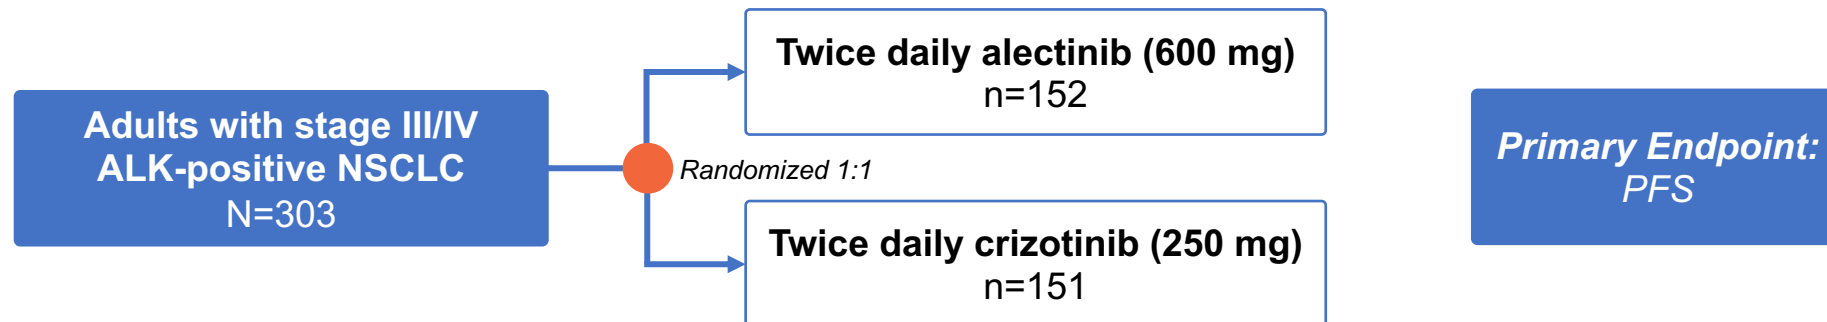 Adults with stage III/IV
ALK-positive NSCLC
N=303
Randomized 1:1
Twice daily alectinib (600 mg)
n=152
Twice daily crizotinib (250 mg)
n=151
Primary Endpoint:
PFS